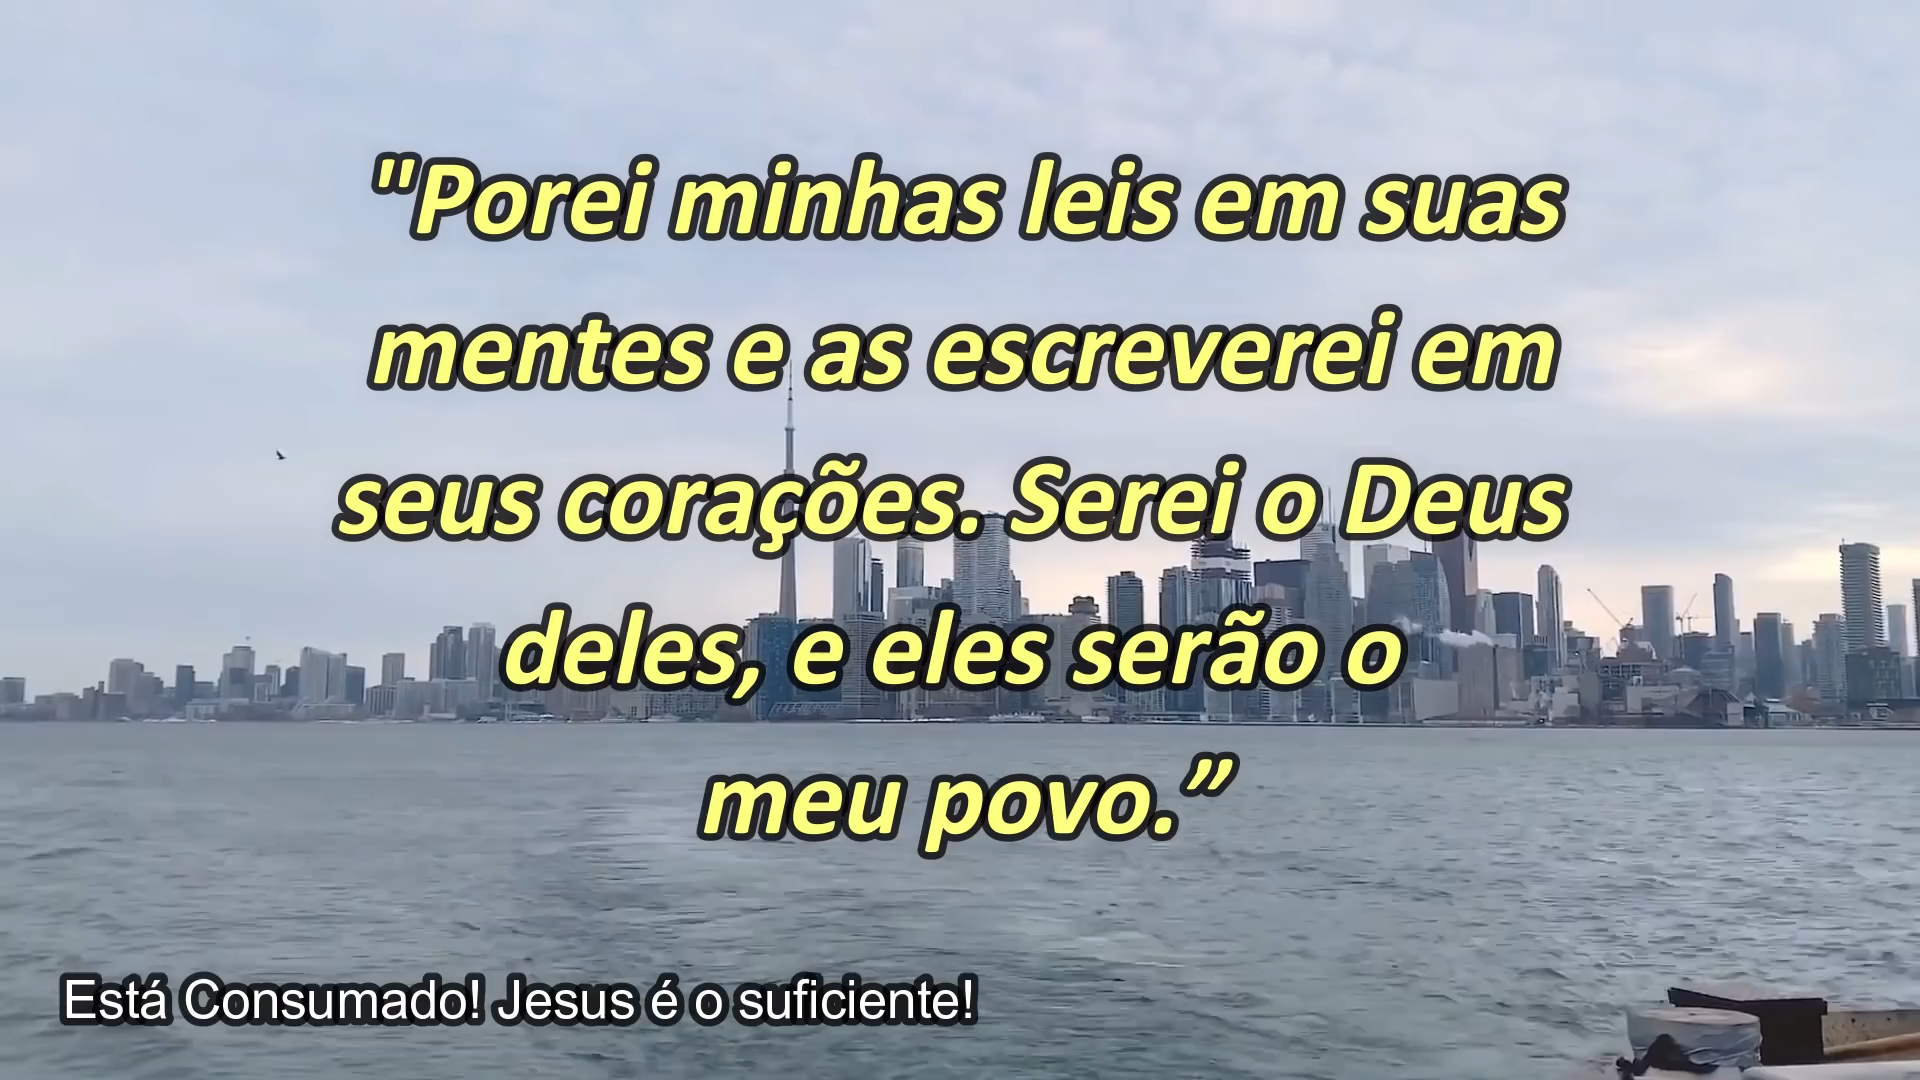 "Porei minhas leis em suas
mentes e as escreverei em
seus corações. Serei o Deus
deles, e eles serão o
meu povo.”
Está Consumado! Jesus é o suficiente!